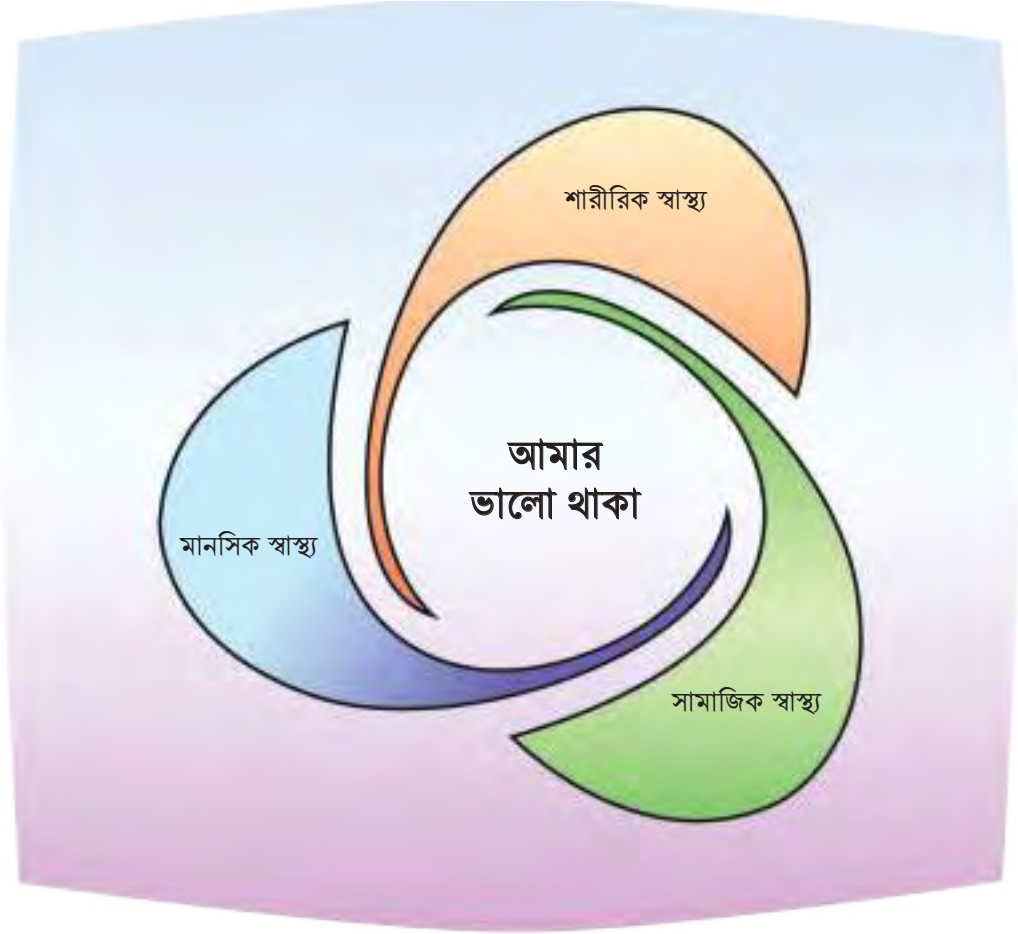 শারীরিক স্বাস্থ্য
আমার
ভালো থাকা
মানসিক স্বাস্থ্য
সামাজিক স্বাস্থ্য